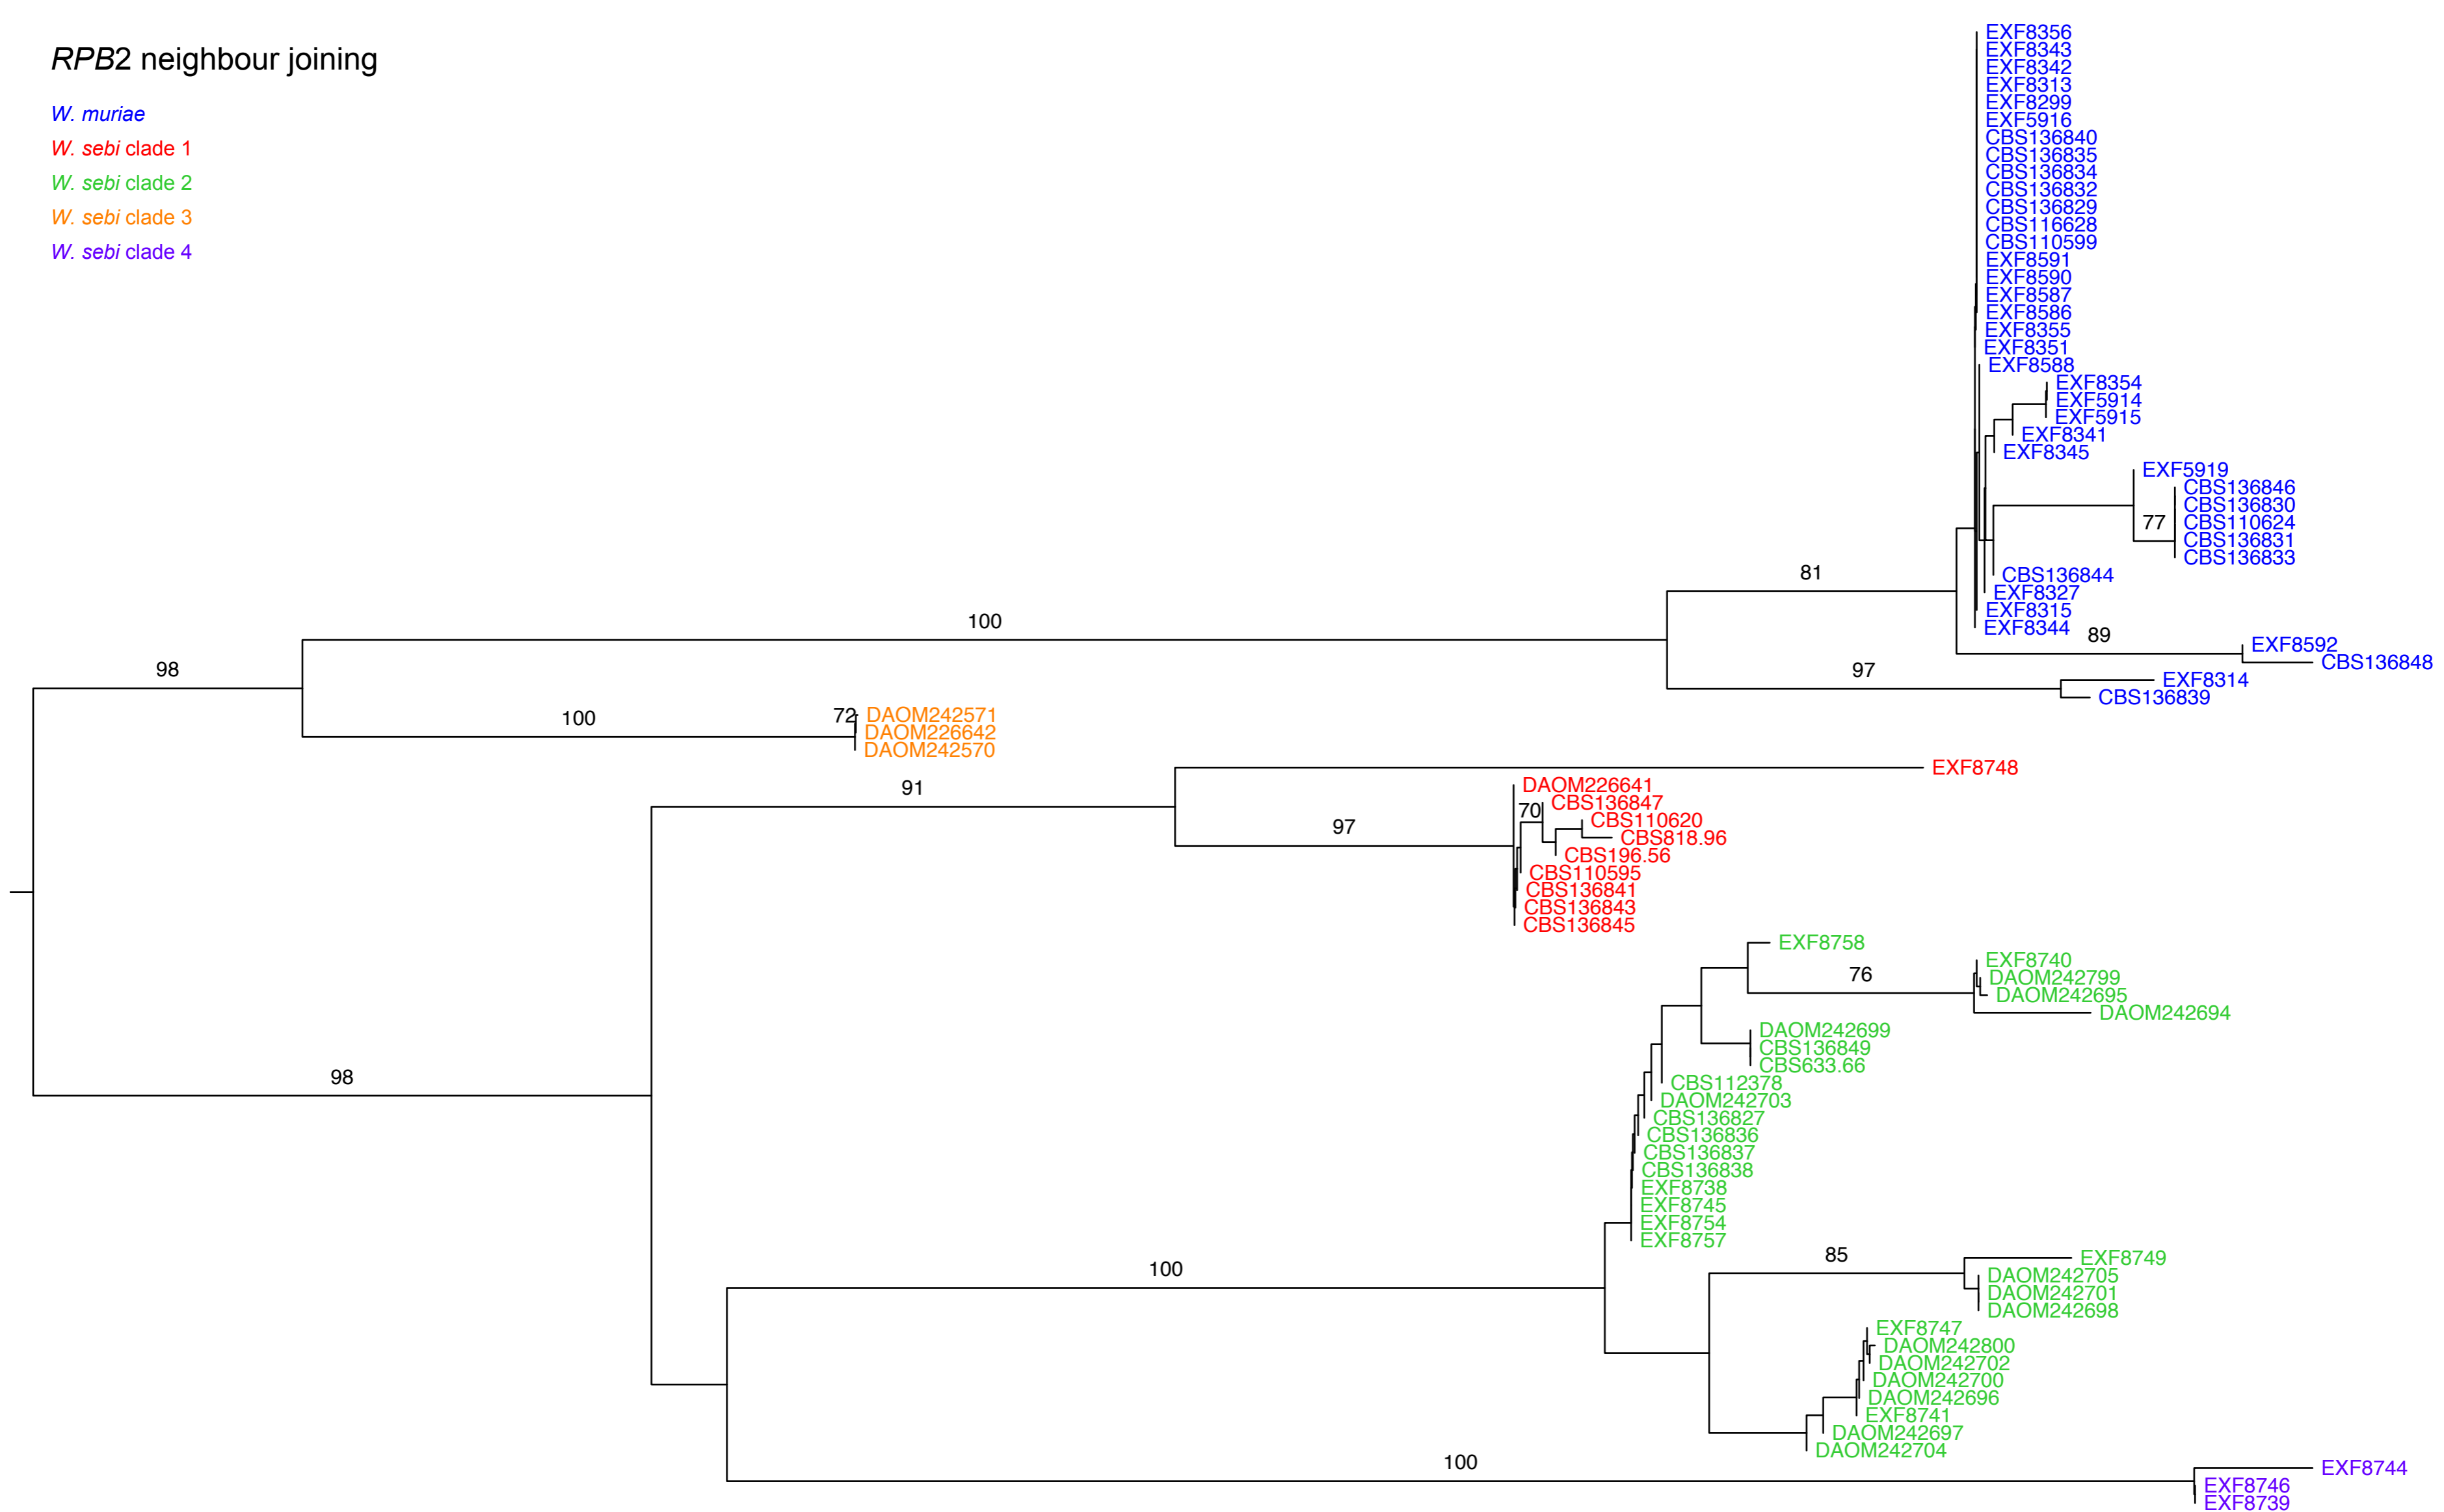 RPB2 neighbour joining
W. muriae
W. sebi clade 1
W. sebi clade 2
W. sebi clade 3
W. sebi clade 4
EXF8356
EXF8343
EXF8342
EXF8313
EXF8299
EXF5916
CBS136840
CBS136835
CBS136834
CBS136832
CBS136829
CBS116628
CBS110599
EXF8591
EXF8590
EXF8587
EXF8586
EXF8355
EXF8351
EXF8588
EXF8354
EXF5914
EXF5915
EXF8341
EXF8345
EXF5919
CBS136846
CBS136830
77 CBS110624
CBS136831
CBS136833
81 CBS136844
EXF8327
EXF8315
100
EXF8344
89
EXF8592
98 97 CBS136848
EXF8314
CBS136839
100 72 DAOM242571
DAOM226642
DAOM242570
EXF8748
91 DAOM226641
70 CBS136847
97 CBS110620
CBS818.96
CBS196.56
CBS110595
CBS136841
CBS136843
CBS136845
EXF8758
EXF8740
76 DAOM242799
DAOM242695
DAOM242694
DAOM242699
CBS136849
CBS633.66
98 CBS112378
DAOM242703
CBS136827
CBS136836
CBS136837
CBS136838
EXF8738
EXF8745
EXF8754
EXF8757
85 EXF8749
100 DAOM242705
DAOM242701
DAOM242698
EXF8747
DAOM242800
DAOM242702
DAOM242700
DAOM242696
EXF8741
DAOM242697
DAOM242704
100 EXF8744
EXF8746
EXF8739